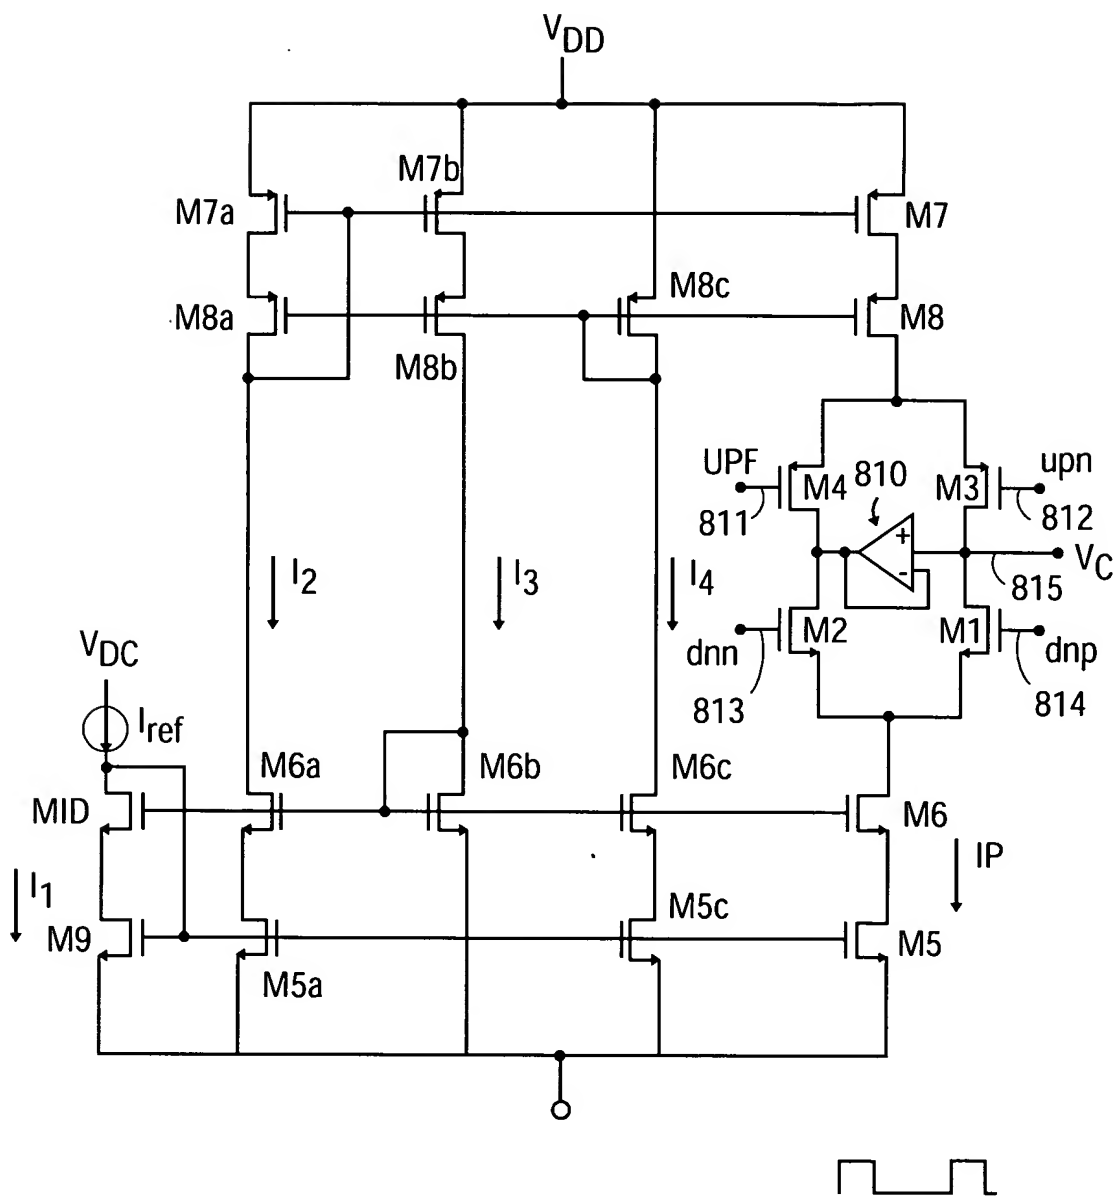 VDD
M7b
M7a
M7
M8c
M8a
M8
M8b
UPF
810
upn
M4
M3
811
812
+
-
VC
815
I2
I3
I4
M2
M1
dnn
dnp
813
814
VDC
Iref
M6a
M6b
M6c
MID
M6
IP
I1
M5c
M9
M5
M5a